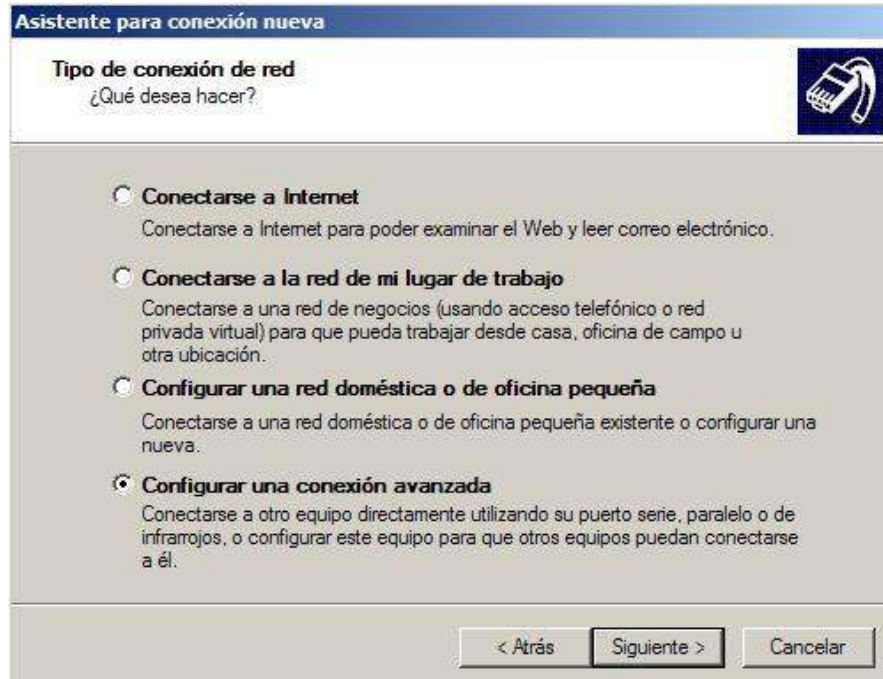 Asistente para conexión nueva
Tipo de conexión de red
¿Qué desea hacer?
Conectarse a Internet
Conectarse a Internet para poder examinar el Web y leer correo electrónico.
Conectarse a la red de mi lugar de trabajo
Conectarse a una red de negocios (usando acceso telefónico o red
privada virtual) para que pueda trabajar desde casa, oficina de campo u
otra ubicación.
Configurar una red doméstica o de oficina pequeña
Conectarse a una red doméstica o de oficina pequeña existente o configurar una
nueva.
Configurar una conexión avanzada
Conectarse a otro equipo directamente utilizando su puerto serie, paralelo o de
infrarrojos, o configurar este equipo para que otros equipos puedan conectarse
a él.
< Atrás Siguiente > Cancelar